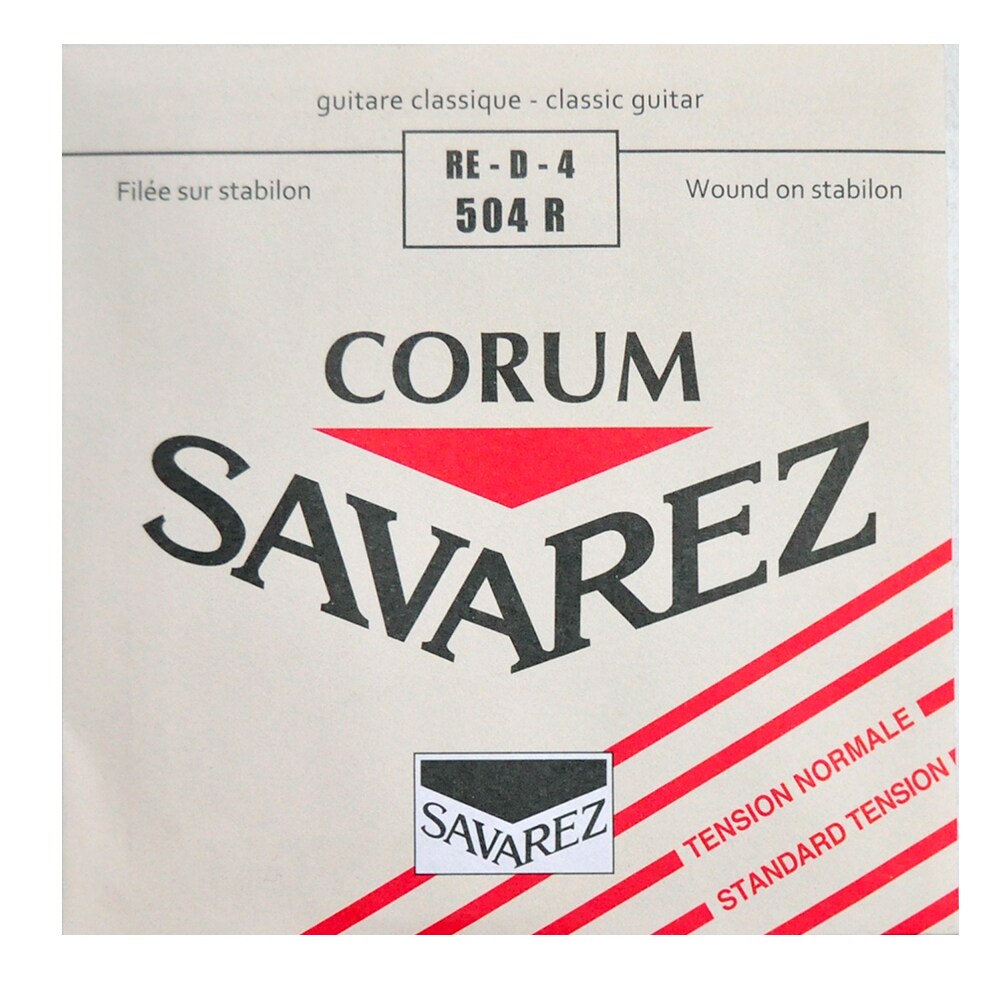 guitare classique - classic guitar
RE - D - 4
504 R
Filée sur stabilon
Wound on stabilon
CORUM
SAVAREZ
SAVAREZ
TENSION NORMALE
STANDARD TENSION